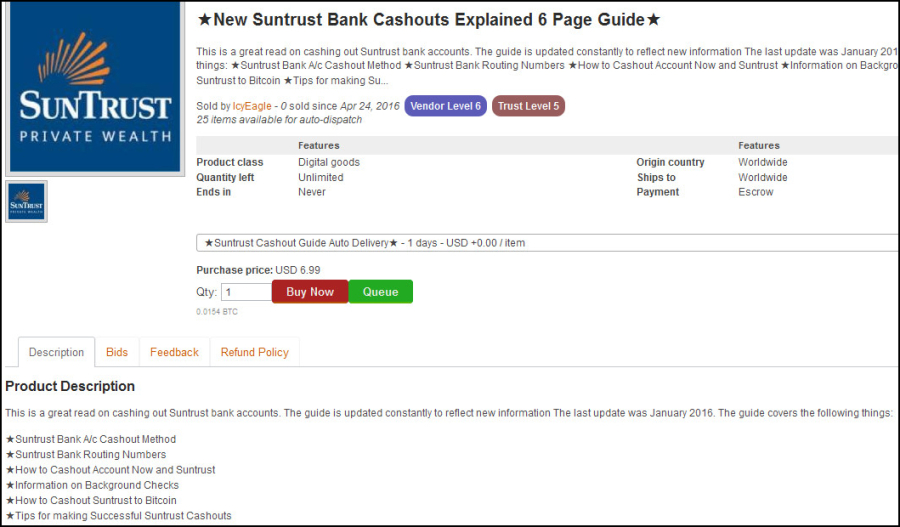 ★New Suntrust Bank Cashouts Explained 6 Page Guide★
SUNTRUST
PRIVATE WEALTH
This is a great read on cashing out Suntrust bank accounts. The guide is updated constantly to reflect new information The last update was January 201
things: ★Suntrust Bank A/c Cashout Method ★Suntrust Bank Routing Numbers ★How to Cashout Account Now and Suntrust ★Information on Backgro
Suntrust to Bitcoin ★Tips for making Su...
Sold by IcyEagle - 0 sold since Apr 24, 2016 Vendor Level 6 Trust Level 5
25 items available for auto-dispatch
SUNTRUST
PRIVATE WEALTH
Features Features
Product class Digital goods Origin country Worldwide
Quantity left Unlimited Ships to Worldwide
Ends in Never Payment Escrow
★Suntrust Cashout Guide Auto Delivery★ - 1 days - USD +0.00 / item
Purchase price: USD 6.99
Qty: 1 Buy Now Queue
0.0154 BTC
Description Bids Feedback Refund Policy
Product Description
This is a great read on cashing out Suntrust bank accounts. The guide is updated constantly to reflect new information The last update was January 2016. The guide covers the following things:
★Suntrust Bank A/c Cashout Method
★Suntrust Bank Routing Numbers
★How to Cashout Account Now and Suntrust
★Information on Background Checks
★How to Cashout Suntrust to Bitcoin
★Tips for making Successful Suntrust Cashouts